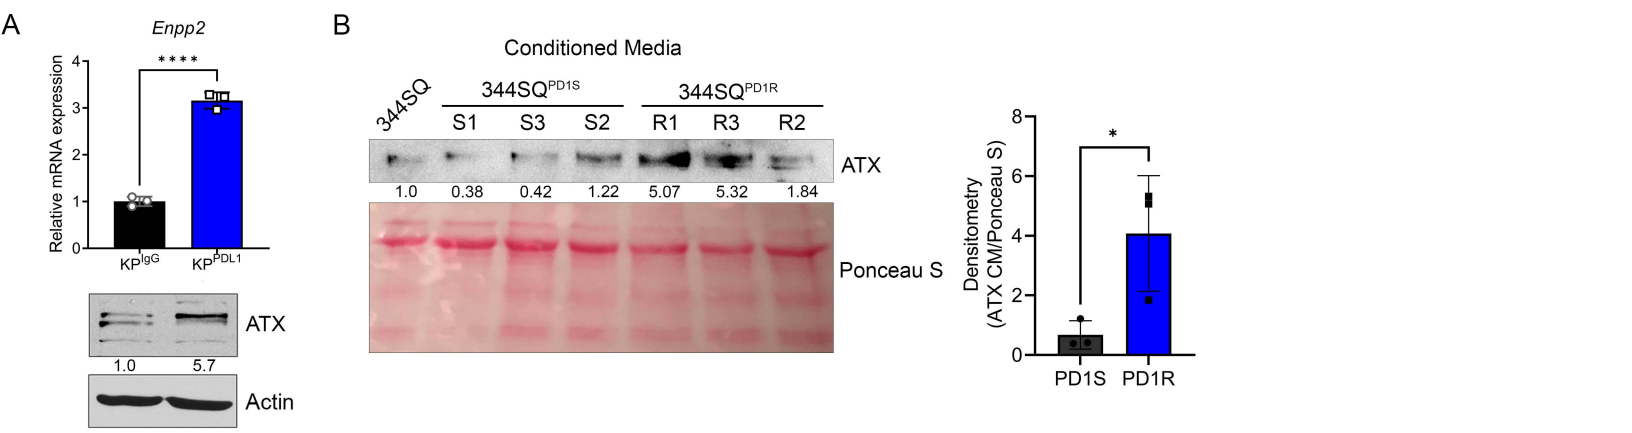 A
Enpp2
Relative mRNA expression
****
4
3
2
1
0
KP^IgG KP^PDL1
ATX
1.0 5.7
Actin
B
Conditioned Media
344SQ 344SQ^PD1S 344SQ^PD1R
S1 S3 S2 R1 R3 R2
ATX
1.0 0.38 0.42 1.22 5.07 5.32 1.84
Ponceau S
Densitometry
(ATX CM/Ponceau S)
*
8
6
4
2
0
PD1S PD1R